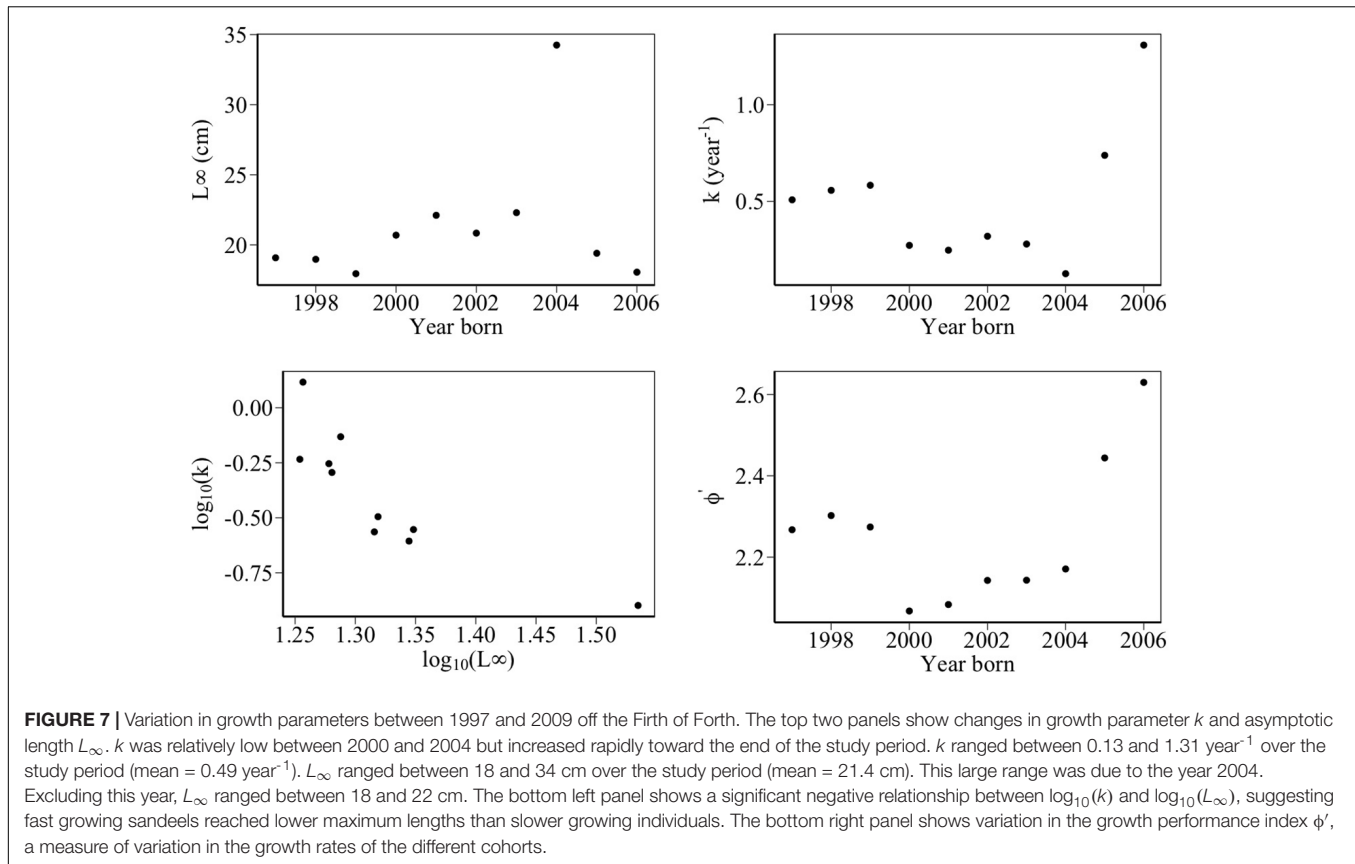 35
30
25
20
L∞ (cm)
1998 2000 2002 2004 2006
Year born
1.0
0.5
k (year-1)
1998 2000 2002 2004 2006
Year born
0.00
-0.25
-0.50
-0.75
log10(k)
1.25 1.30 1.35 1.40 1.45 1.50
log10(L∞)
2.6
2.4
2.2
ϕ'
1998 2000 2002 2004 2006
Year born
FIGURE 7 | Variation in growth parameters between 1997 and 2009 off the Firth of Forth. The top two panels show changes in growth parameter k and asymptotic
length L∞. k was relatively low between 2000 and 2004 but increased rapidly toward the end of the study period. k ranged between 0.13 and 1.31 year-1 over the
study period (mean = 0.49 year-1). L∞ ranged between 18 and 34 cm over the study period (mean = 21.4 cm). This large range was due to the year 2004.
Excluding this year, L∞ ranged between 18 and 22 cm. The bottom left panel shows a significant negative relationship between log10(k) and log10(L∞), suggesting
fast growing sandeels reached lower maximum lengths than slower growing individuals. The bottom right panel shows variation in the growth performance index ϕ′,
a measure of variation in the growth rates of the different cohorts.